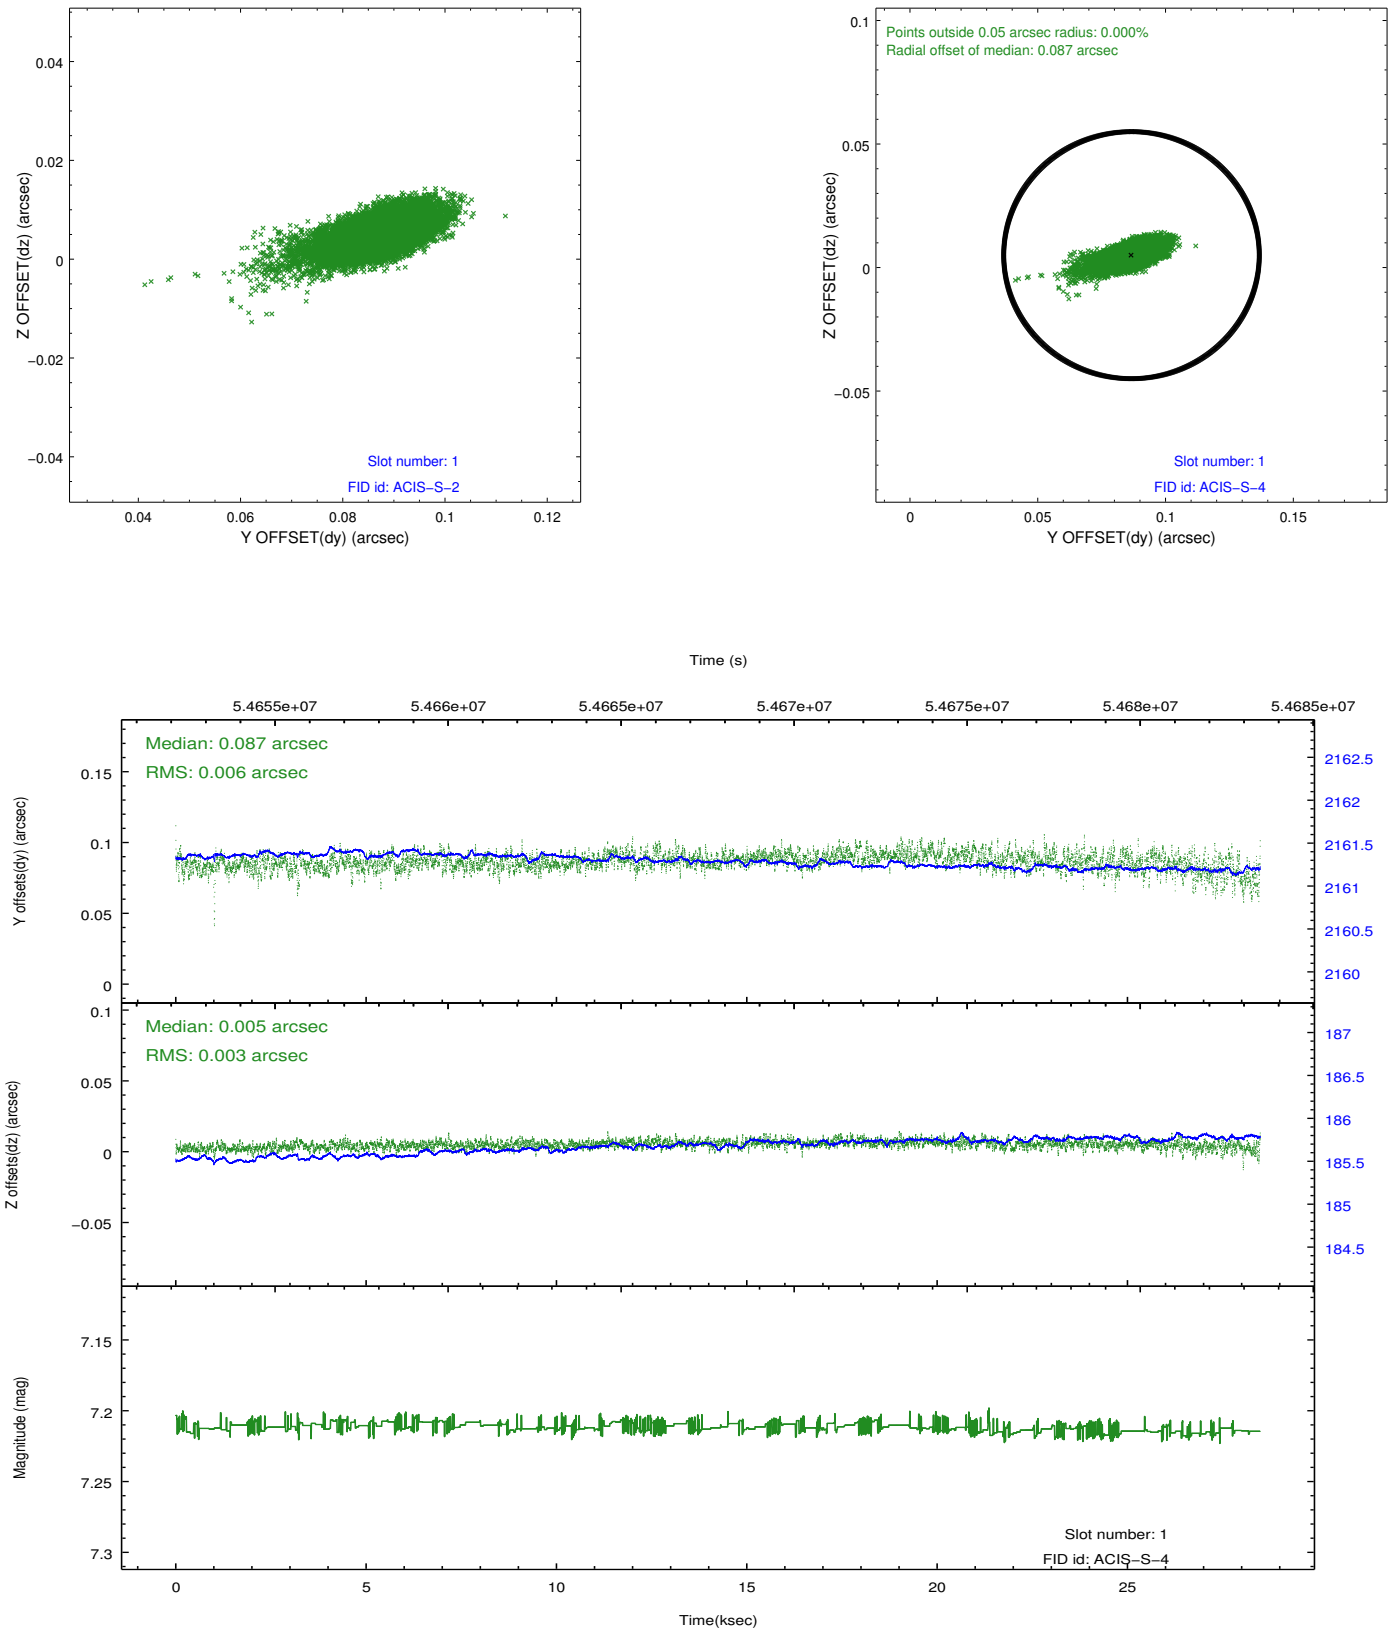 0.04
0.02
0
−0.02
−0.04
Z OFFSET(dz) (arcsec)
Slot number: 1
FID id: ACIS−S−2
0.04
0.06
0.08
0.1
0.12
Y OFFSET(dy) (arcsec)
Points outside 0.05 arcsec radius: 0.000%
Radial offset of median: 0.087 arcsec
0.1
0.05
0
−0.05
Z OFFSET(dz) (arcsec)
Slot number: 1
FID id: ACIS−S−4
0
0.05
0.1
0.15
Y OFFSET(dy) (arcsec)
Time (s)
5.4655e+07
5.466e+07
5.4665e+07
5.467e+07
5.4675e+07
5.468e+07
5.4685e+07
Median: 0.087 arcsec
RMS: 0.006 arcsec
0.15
0.1
0.05
0
Y offsets(dy) (arcsec)
2162.5
2162
2161.5
2161
2160.5
2160
Median: 0.005 arcsec
RMS: 0.003 arcsec
0.1
0.05
0
−0.05
Z offsets(dz) (arcsec)
187
186.5
186
185.5
185
184.5
7.15
7.2
7.25
7.3
Magnitude (mag)
Slot number: 1
FID id: ACIS−S−4
0
5
10
15
20
25
Time(ksec)